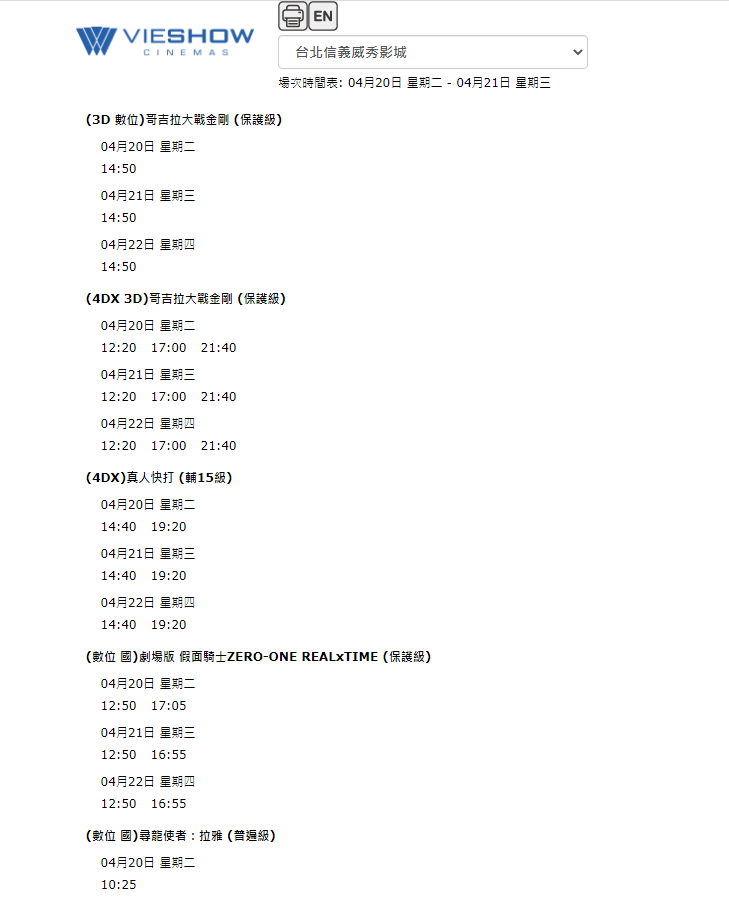 EN
VIESHOW
CINEMAS
台北信義威秀影城
場次時間表: 04月20日 星期二 - 04月21日 星期三
(3D 數位)哥吉拉大戰金剛 (保護級)
04月20日 星期二
14:50
04月21日 星期三
14:50
04月22日 星期四
14:50
(4DX 3D)哥吉拉大戰金剛 (保護級)
04月20日 星期二
12:20 17:00 21:40
04月21日 星期三
12:20 17:00 21:40
04月22日 星期四
12:20 17:00 21:40
(4DX)真人快打 (輔15級)
04月20日 星期二
14:40 19:20
04月21日 星期三
14:40 19:20
04月22日 星期四
14:40 19:20
(數位 國)劇場版 假面騎士ZERO-ONE REALxTIME (保護級)
04月20日 星期二
12:50 17:05
04月21日 星期三
12:50 16:55
04月22日 星期四
12:50 16:55
(數位 國)尋龍使者：拉雅 (普遍級)
04月20日 星期二
10:25